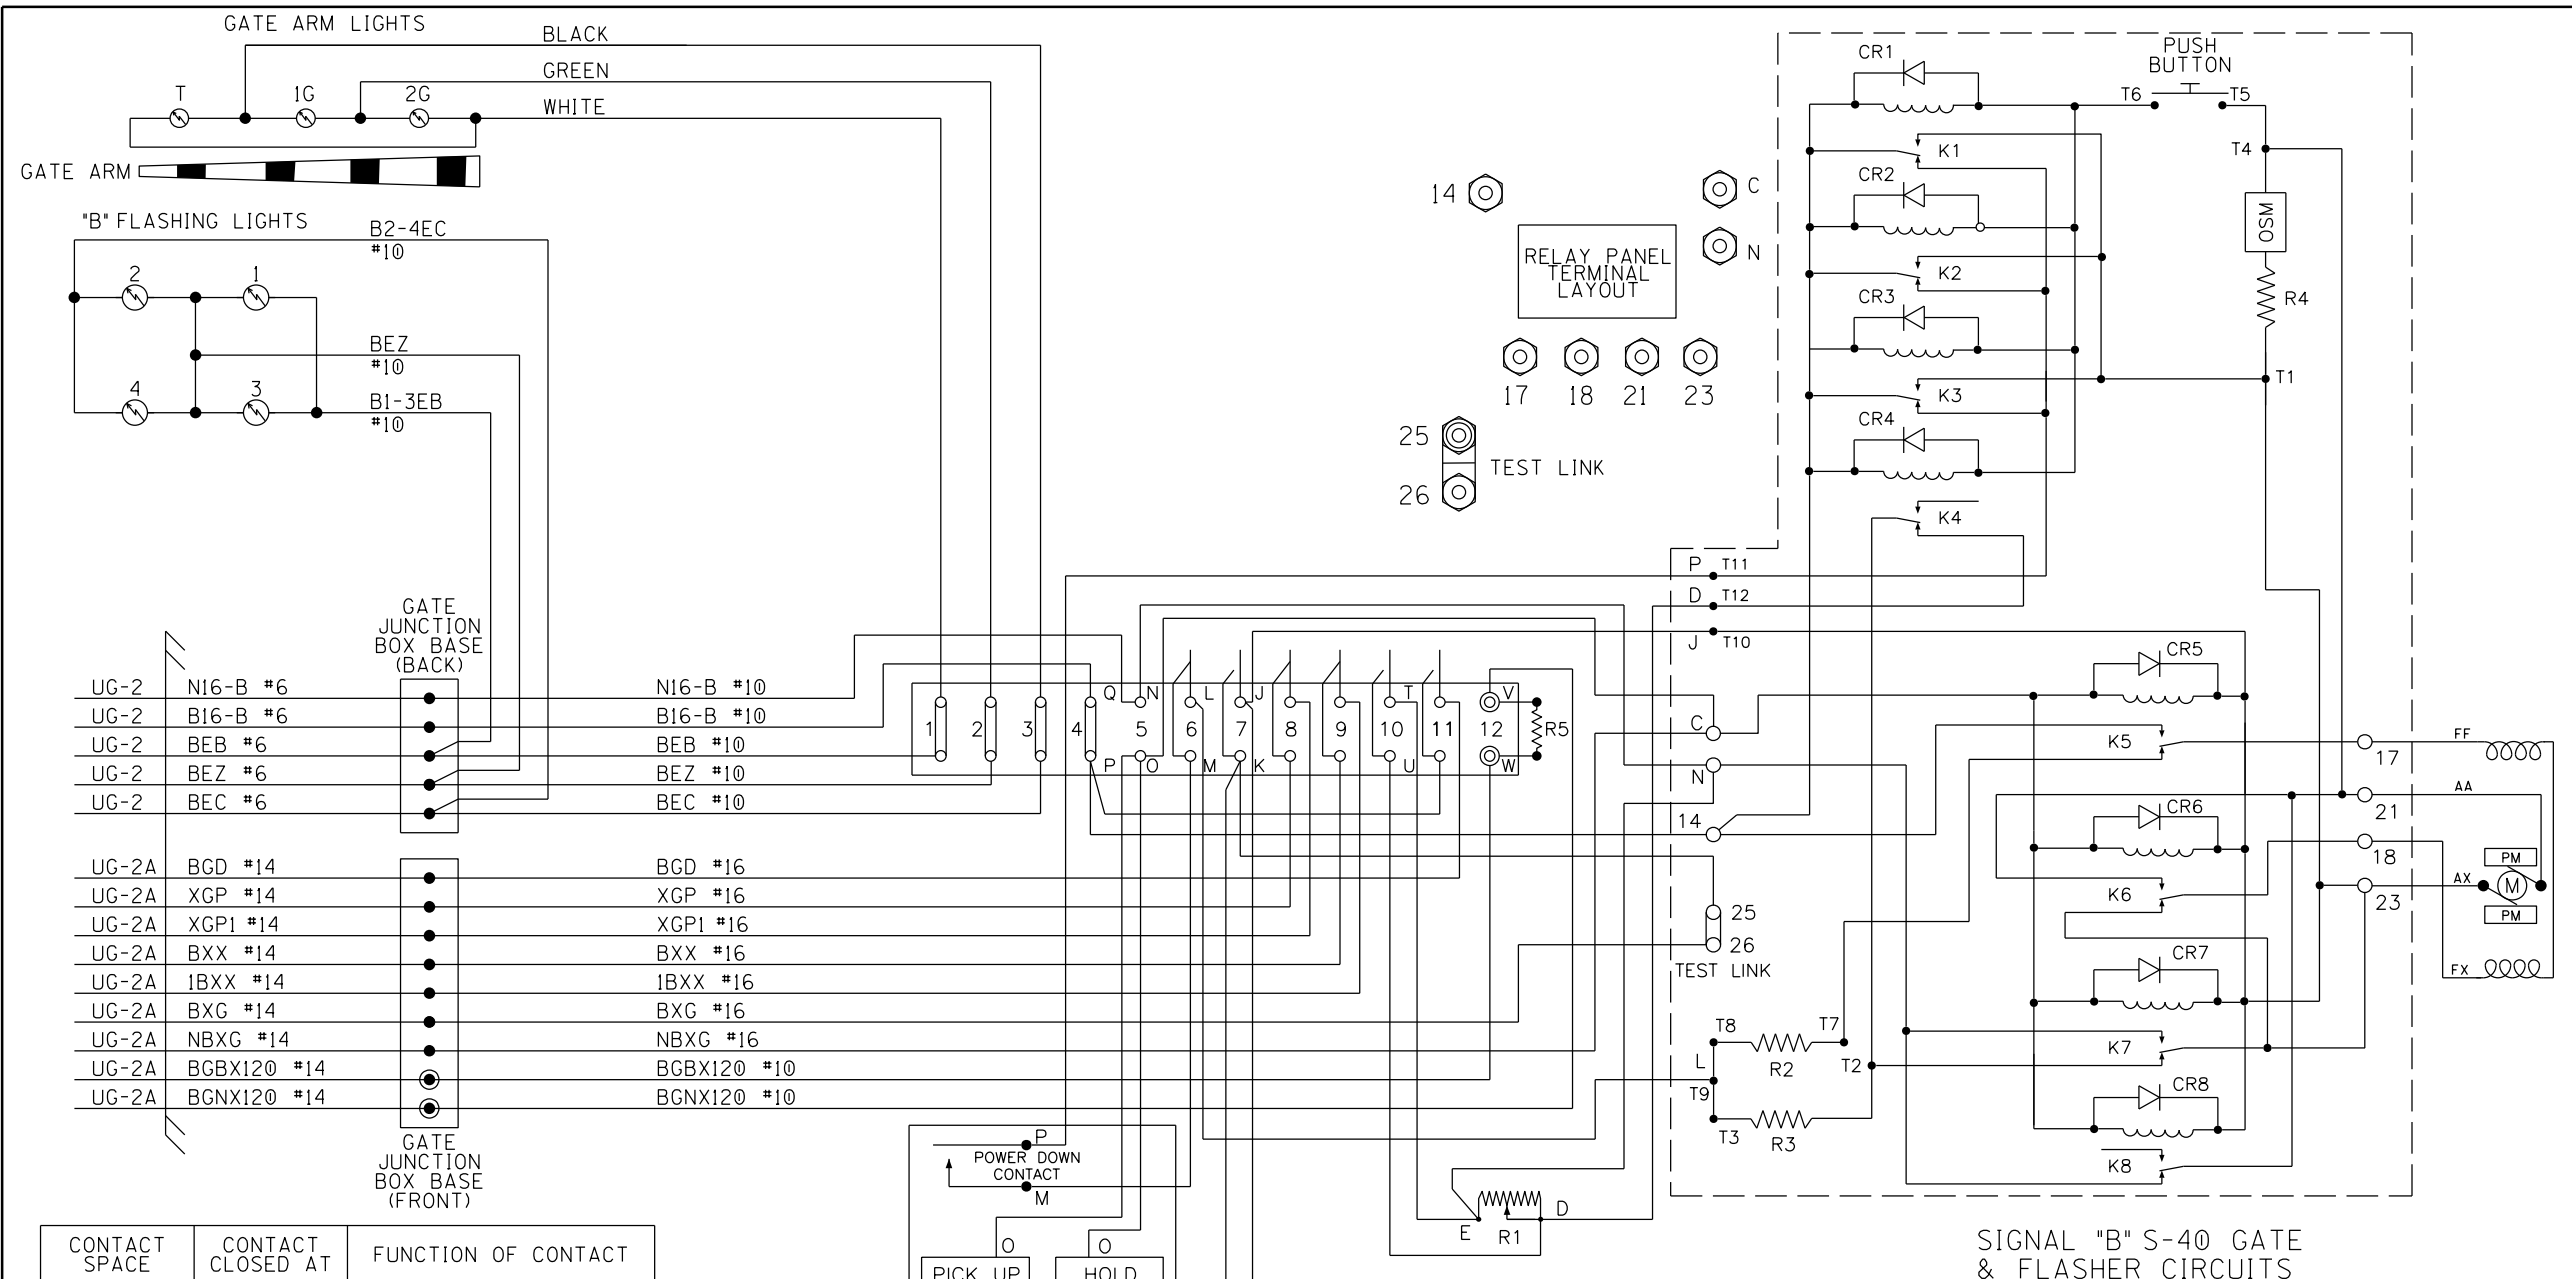 GATE ARM LIGHTS
BLACK
GREEN
WHITE
T
1G
2G
GATE ARM
"B" FLASHING LIGHTS
B2-4EC
#10
2
1
BEZ
#10
4
3
B1-3EB
#10
14
C
N
RELAY PANEL
TERMINAL
LAYOUT
17 18 21 23
25
TEST LINK
26
CR1
PUSH
BUTTON
T6
T5
K1
T4
CR2
OSM
K2
CR3
R4
K3
T1
CR4
K4
P T11
D T12
J T10
GATE
JUNCTION
BOX BASE
(BACK)
UG-2 N16-B #6 N16-B #10
UG-2 B16-B #6 B16-B #10
UG-2 BEB #6 BEB #10
UG-2 BEZ #6 BEZ #10
UG-2 BEC #6 BEC #10
Q N L J T V
1 2 3 4 5 6 7 8 9 10 11 12 R5
P O M K U W
C
N
14
CR5
K5
17
FF
CR6
21
AA
18
K6
23
AX
PM
M
PM
FX
UG-2A BGD #14 BGD #16
UG-2A XGP #14 XGP #16
UG-2A XGP1 #14 XGP1 #16
UG-2A BXX #14 BXX #16
UG-2A 1BXX #14 1BXX #16
UG-2A BXG #14 BXG #16
UG-2A NBXG #14 NBXG #16
UG-2A BGBX120 #14 BGBX120 #10
UG-2A BGNX120 #14 BGNX120 #10
25
26
TEST LINK
CR7
T8
T7
K7
L
R2
T2
T9
CR8
T3
R3
K8
GATE
JUNCTION
BOX BASE
(FRONT)
P
POWER DOWN
CONTACT
M
O
O
PICK UP
HOLD
E
R1
D
CONTACT
SPACE
CONTACT
CLOSED AT
FUNCTION OF CONTACT
SIGNAL "B" S-40 GATE
& FLASHER CIRCUITS